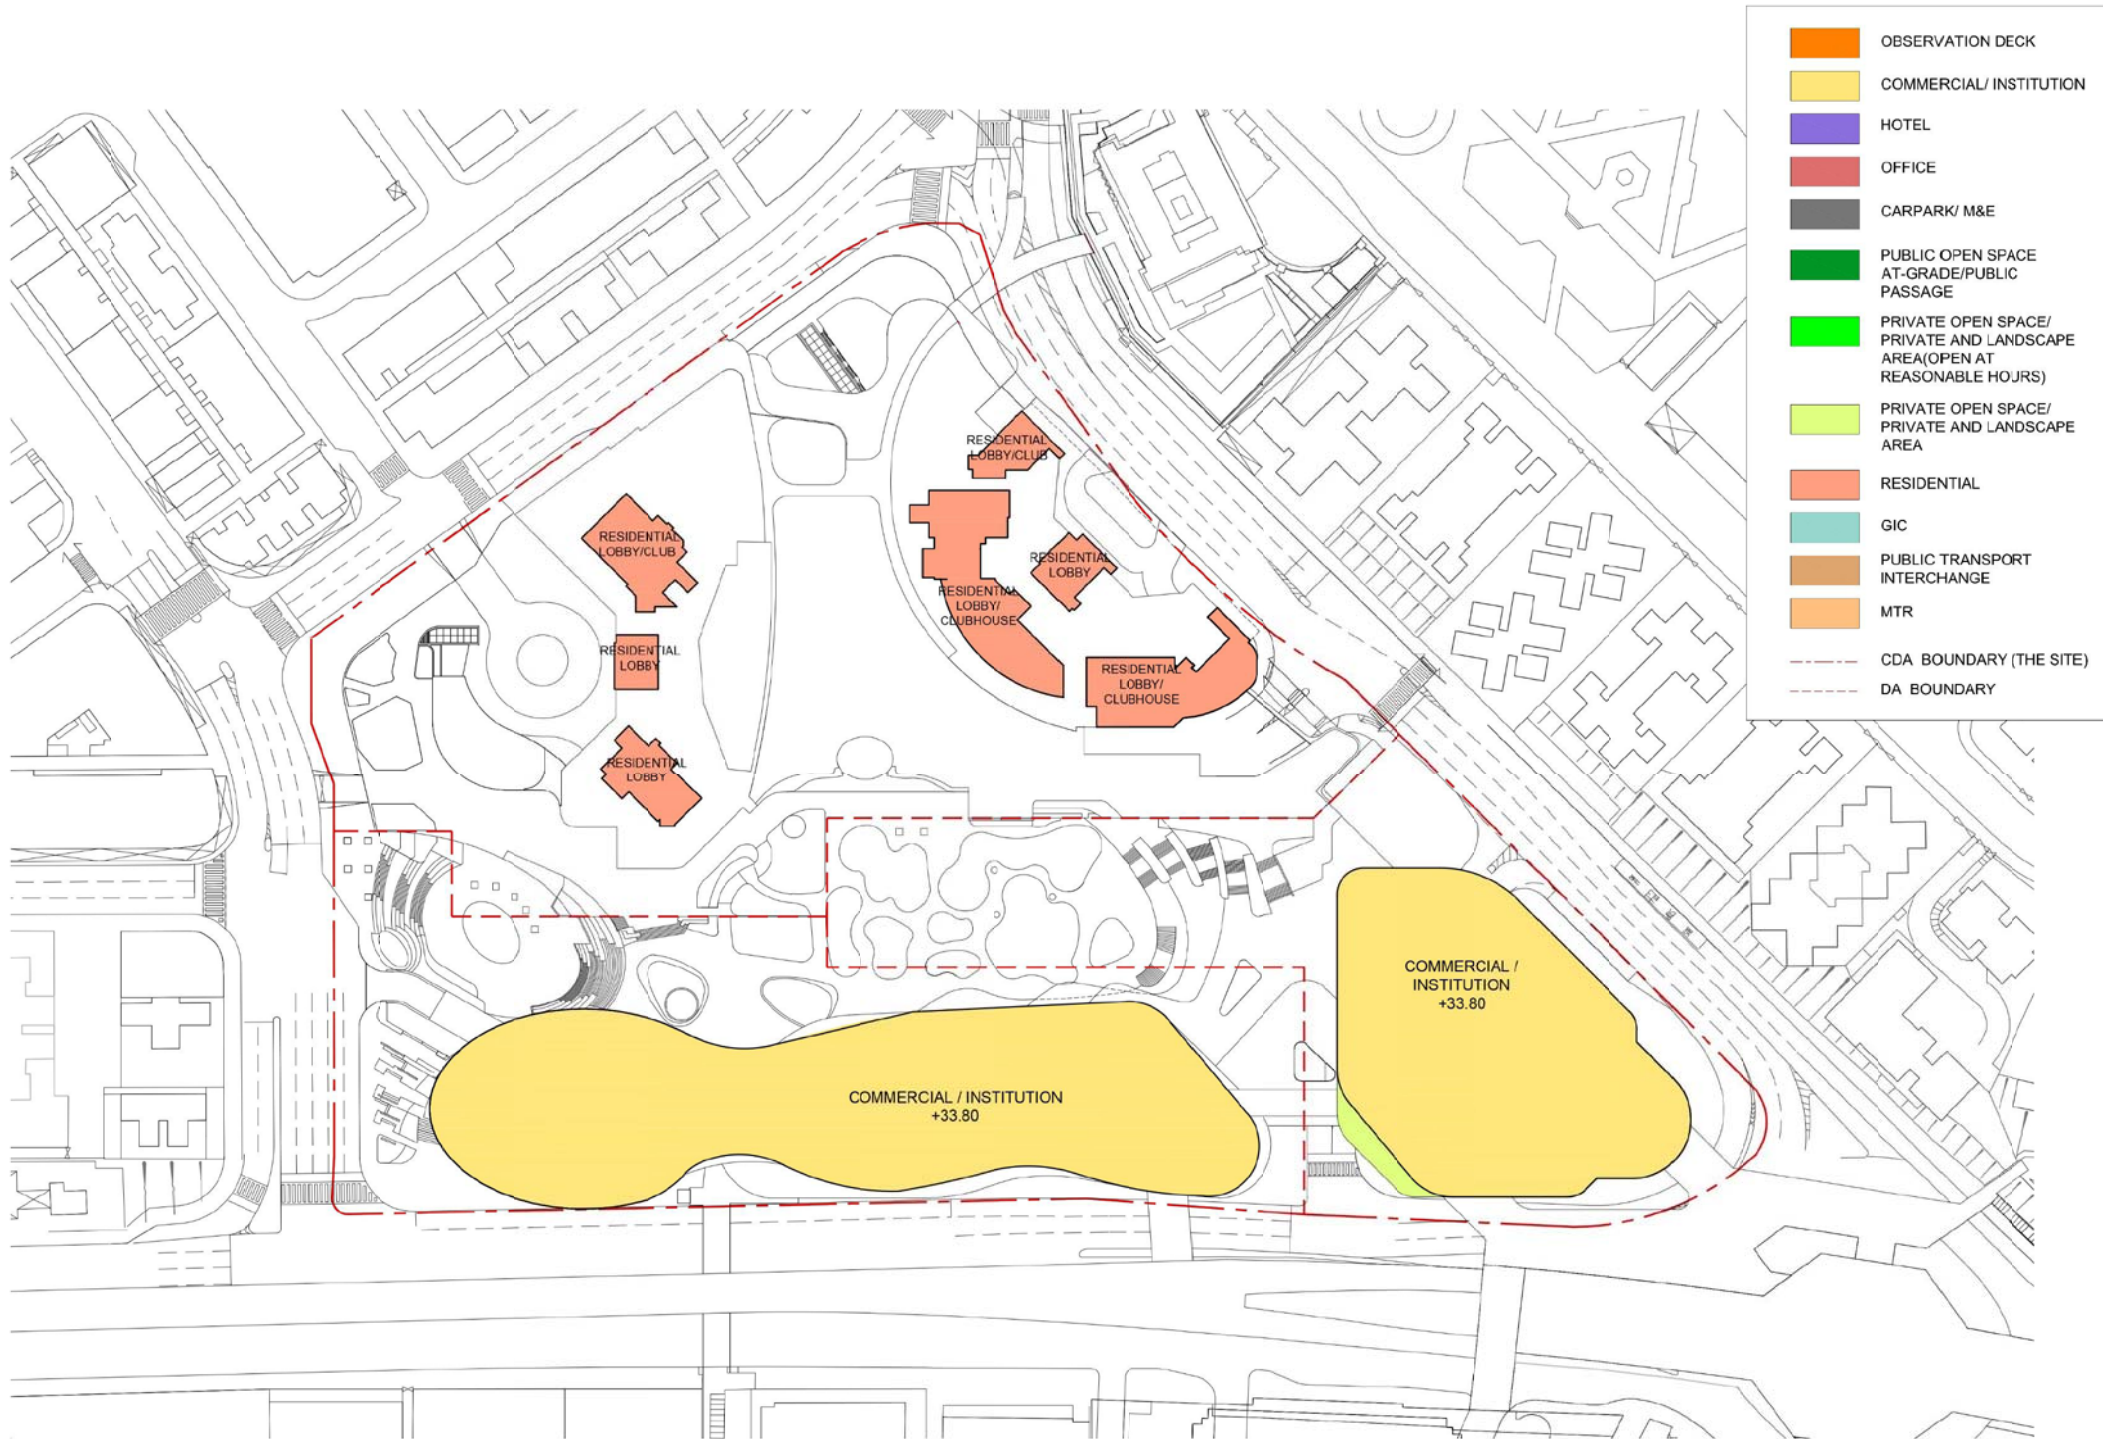 OBSERVATION DECK
COMMERCIAL/ INSTITUTION
HOTEL
OFFICE
CARPARK/ M&E
PUBLIC OPEN SPACE
AT-GRADE/PUBLIC
PASSAGE
PRIVATE OPEN SPACE/
PRIVATE AND LANDSCAPE
AREA(OPEN AT
REASONABLE HOURS)
PRIVATE OPEN SPACE/
PRIVATE AND LANDSCAPE
AREA
RESIDENTIAL
GIC
PUBLIC TRANSPORT
INTERCHANGE
MTR
CDA BOUNDARY (THE SITE)
DA BOUNDARY
RESIDENTIAL
LOBBY/CLUB
RESIDENTIAL
LOBBY/CLUB
RESIDENTIAL
LOBBY
RESIDENTIAL
LOBBY/
CLUBHOUSE
RESIDENTIAL
LOBBY
RESIDENTIAL
LOBBY/
CLUBHOUSE
RESIDENTIAL
LOBBY
COMMERCIAL /
INSTITUTION
+33.80
COMMERCIAL / INSTITUTION
+33.80